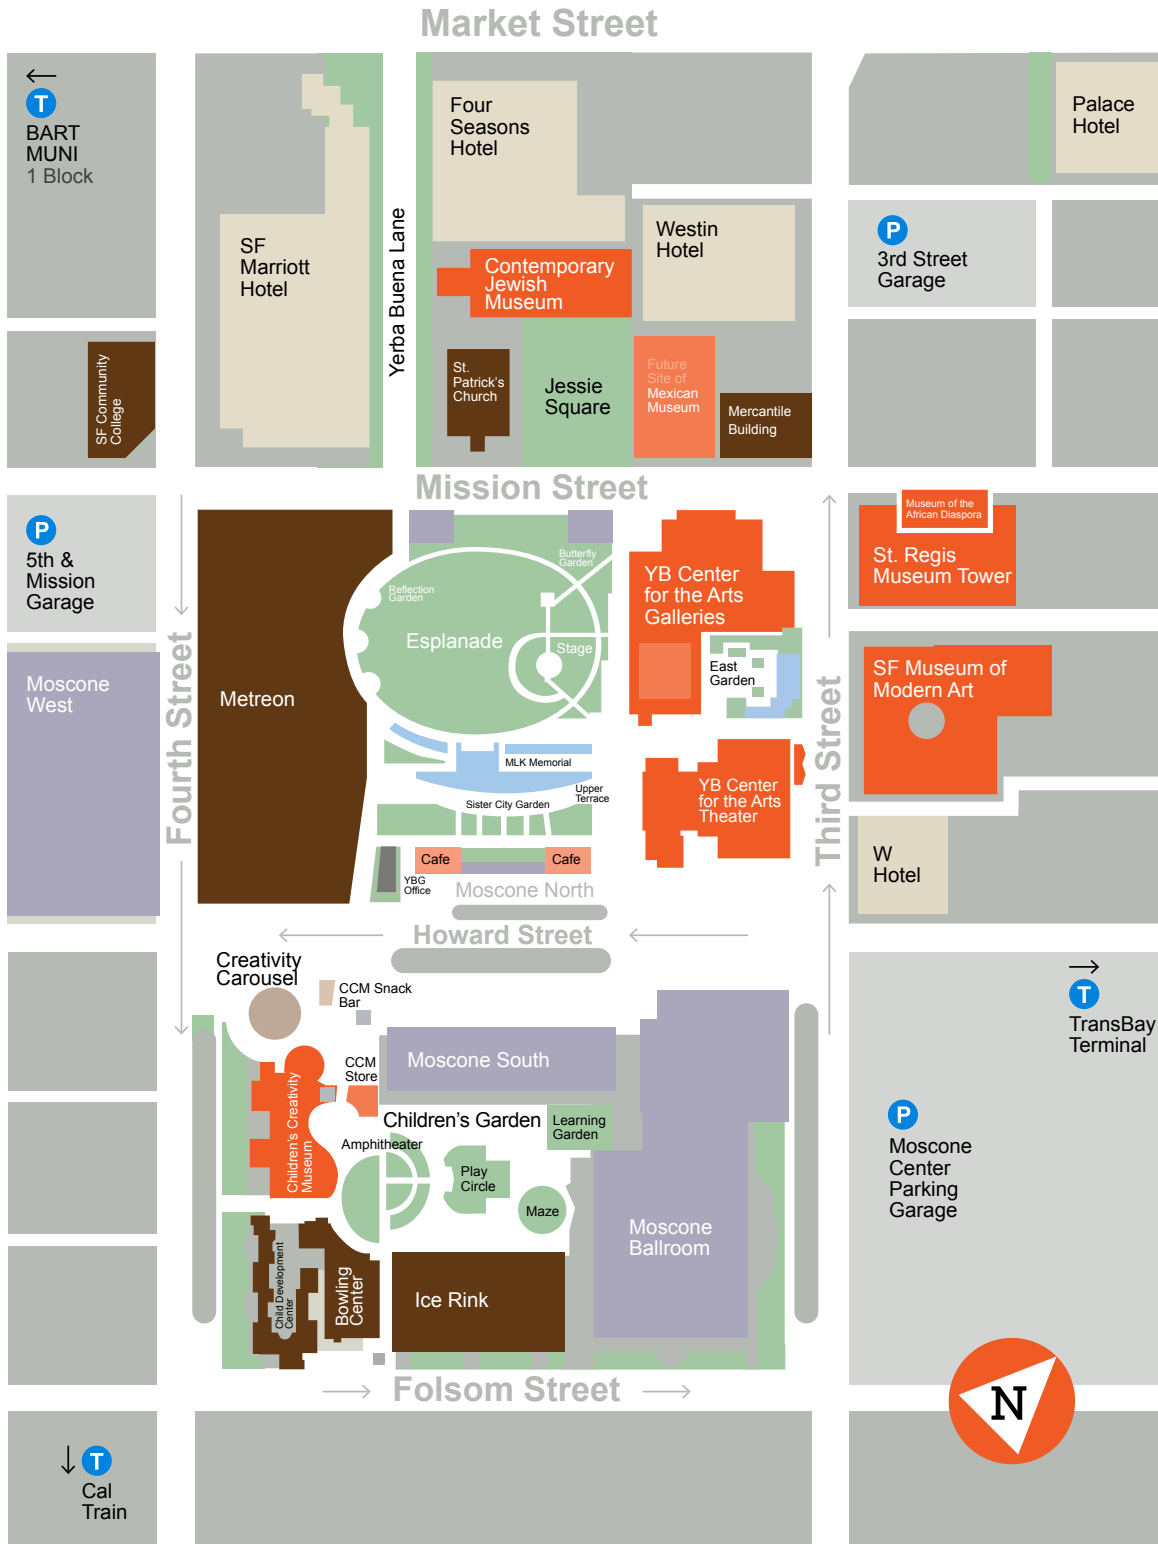 Market Street
T
BART
MUNI
1 Block
Four
Seasons
Hotel
Palace
Hotel
SF
Marriott
Hotel
Yerba Buena Lane
Westin
Hotel
P
3rd Street
Garage
Contemporary
Jewish
Museum
SF Community
College
St.
Patrick's
Church
Jessie
Square
Future
Site of
Mexican
Museum
Mercantile
Building
Mission Street
P
5th &
Mission
Garage
Museum of the
African Diaspora
St. Regis
Museum Tower
Butterfly
Garden
Reflection
Garden
Esplanade
Stage
YB Center
for the Arts
Galleries
East
Garden
Moscone
West
Fourth Street
Metreon
SF Museum of
Modern Art
Third Street
MLK Memorial
Upper
Terrace
Sister City Garden
YB Center
for the Arts
Theater
Cafe
Cafe
YBG
Office
Moscone North
W
Hotel
Howard Street
Creativity
Carousel
CCM Snack
Bar
T
TransBay
Terminal
Moscone South
CCM
Store
Children's Creativity
Museum
Children's Garden
Learning
Garden
Amphitheater
Play
Circle
Maze
P
Moscone
Center
Parking
Garage
Moscone
Ballroom
Child Development
Center
Bowling
Center
Ice Rink
Folsom Street
N
T
Cal
Train